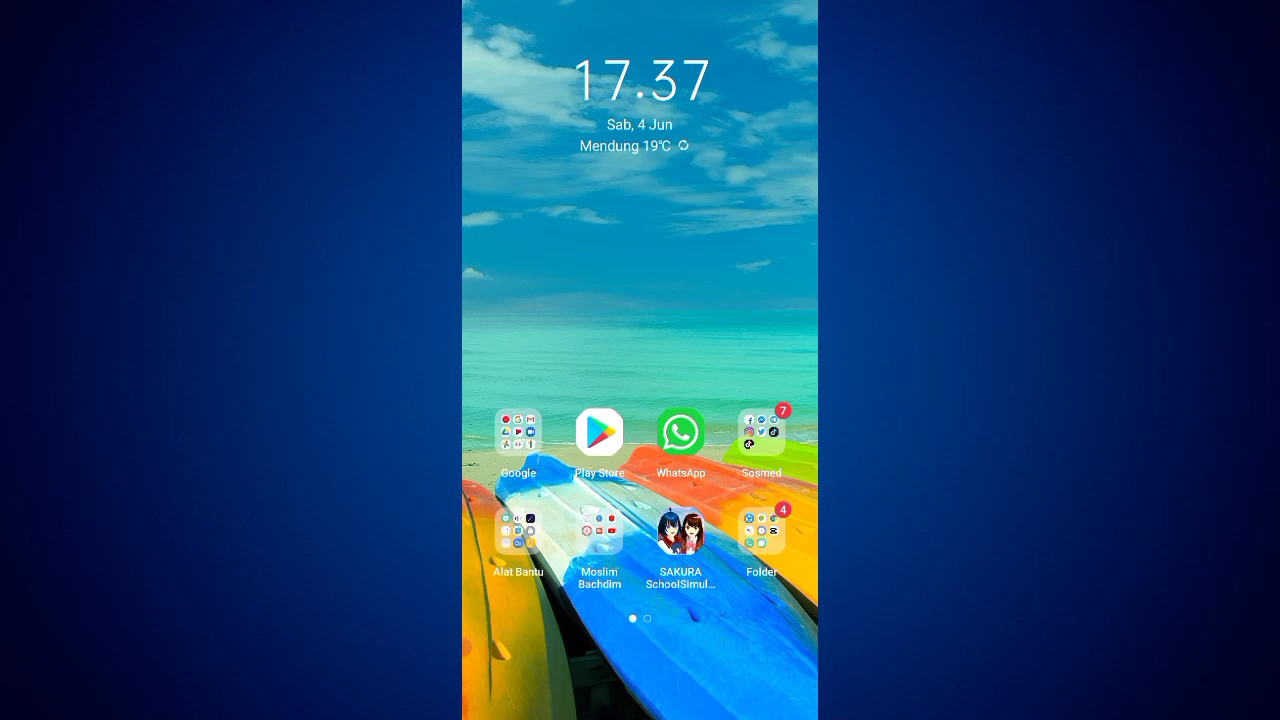 17.37
Sab, 4 Jun
Mendung 19°C
7
Google
Play Store
WhatsApp
Sosmed
4
Alat Bantu
Moslim
Bachdim
SAKURA
SchoolSimul...
Folder